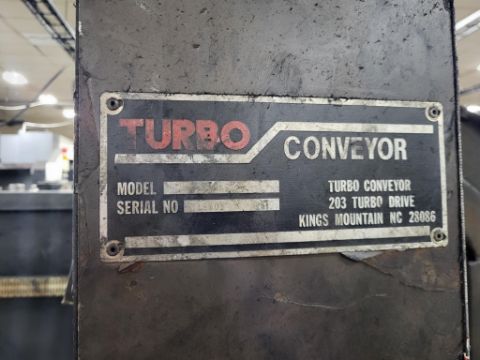 TURBO
CONVEYOR
MODEL
SERIAL NO
TURBO CONVEYOR
203 TURBO DRIVE
KINGS MOUNTAIN NC 28086